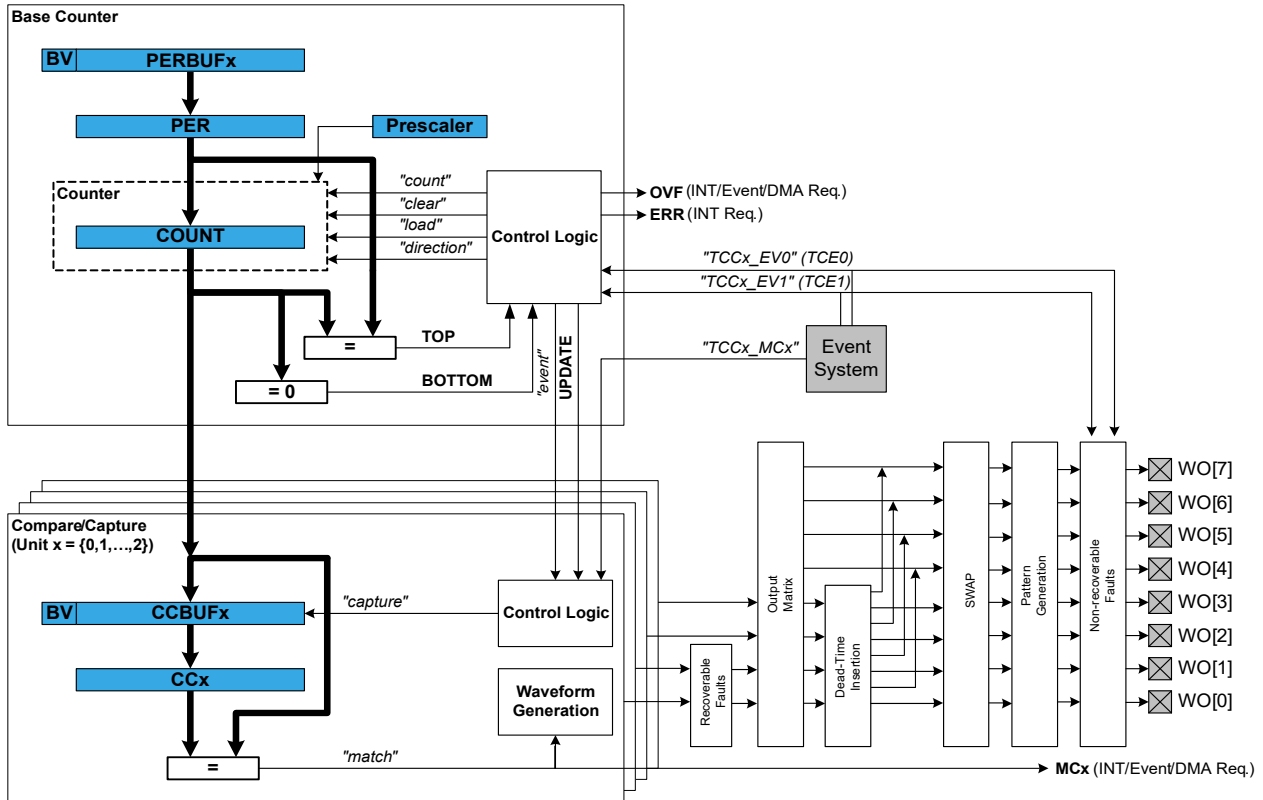 Base Counter
BV PERBUFx
PER
Prescaler
Counter
COUNT
"count"
"clear"
"load"
"direction"
Control Logic
OVF (INT/Event/DMA Req.)
ERR (INT Req.)
"TCCx_EV0" (TCE0)
"TCCx_EV1" (TCE1)
"TCCx_MCx"
Event
System
=
TOP
= 0
BOTTOM
"event"
UPDATE
Compare/Capture
(Unit x = {0,1,…,2})
BV CCBUFx
"capture"
Control Logic
CCx
Waveform
Generation
=
"match"
Recoverable
Faults
Output
Matrix
Dead-Time
Insertion
SWAP
Pattern
Generation
Non-recoverable
Faults
WO[7]
WO[6]
WO[5]
WO[4]
WO[3]
WO[2]
WO[1]
WO[0]
MCx (INT/Event/DMA Req.)